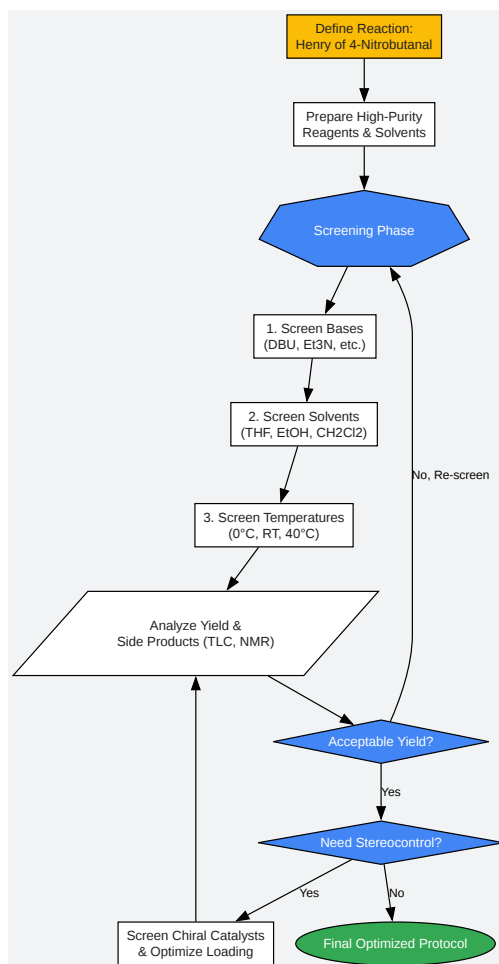 Define Reaction:
Henry of 4-Nitrobutanal
Prepare High-Purity
Reagents & Solvents
Screening Phase
1. Screen Bases
(DBU, Et3N, etc.)
2. Screen Solvents
(THF, EtOH, CH2Cl2)
No, Re-screen
3. Screen Temperatures
(0°C, RT, 40°C)
Analyze Yield &
Side Products (TLC, NMR)
Acceptable Yield?
Yes
Need Stereocontrol?
Yes
No
Screen Chiral Catalysts
& Optimize Loading
Final Optimized Protocol